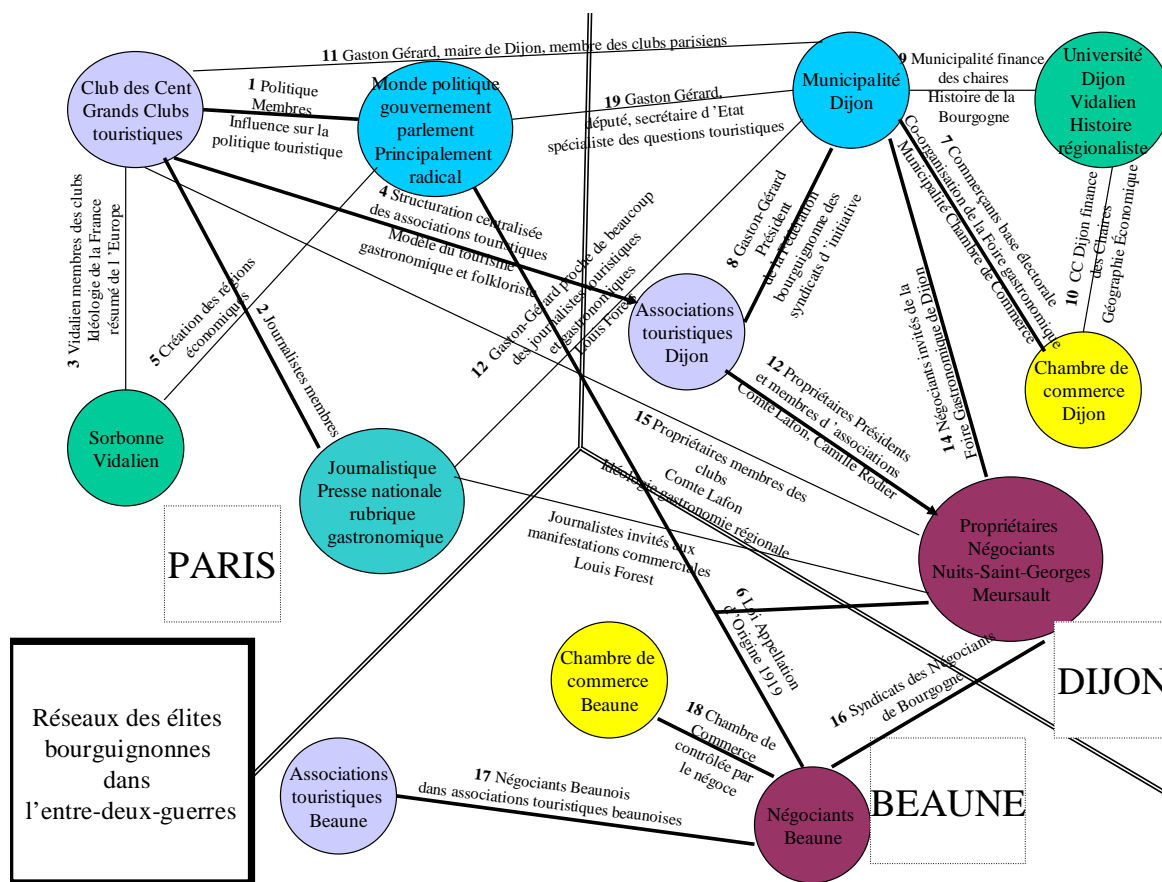 11 Gaston Gérard, maire de Dijon, membre des clubs parisiens
Club des Cent
Grands Clubs
touristiques
1 Politique
Membres
Influence sur la
politique touristique
Monde politique
gouvernement
parlement
Principalement
radical
19 Gaston Gérard,
député, secrétaire d ’Etat
spécialiste des questions touristiques
Municipalité
Dijon
9 Municipalité finance
des chaires
Histoire de la
Bourgogne
Université
Dijon
Vidalien
Histoire
régionaliste
3 Vidalien membres des clubs
Idéologie de la France
résumé de l ’Europe
5 Création des régions
économiques
2 Journalistes membres
4 Structuration centralisée
des associations touristiques
Modèle du tourisme
gastronomique et folkloriste
12 Gaston-Gérard proche de beaucoup
des journalistes touristiques
et gastronomiques
Louis Forest
8 Gaston-Gérard
Président
de la Fédération
bourguignonne des
syndicats d ’initiative
7 Commerçants base électorale
Co-organisation de la Foire gastronomique
Municipalité Chambre de Commerce
10 CC Dijon finance
des Chaires
Géographie Économique
Associations
touristiques
Dijon
Chambre de
commerce
Dijon
14 Négociants invités de la
Foire Gastronomique de Dijon
12 Propriétaires Présidents
et membres d ’associations
Comte Lafon, Camille Rodier
Sorbonne
Vidalien
Journalistique
Presse nationale
rubrique
gastronomique
15 Propriétaires membres des
clubs
Comte Lafon
Idéologie gastronomie régionale
Journalistes invités aux
manifestations commerciales
Louis Forest
Propriétaires
Négociants
Nuits-Saint-Georges
Meursault
PARIS
6 Loi Appellation
d’Origine 1919
Chambre de
commerce
Beaune
16 Syndicats des Négociants
de Bourgogne
DIJON
Réseaux des élites
bourguignonnes
dans
l’entre-deux-guerres
18 Chambre de
Commerce
contrôlée par
le négoce
Associations
touristiques
Beaune
17 Négociants Beaunois
dans associations touristiques beaunoises
Négociants
Beaune
BEAUNE